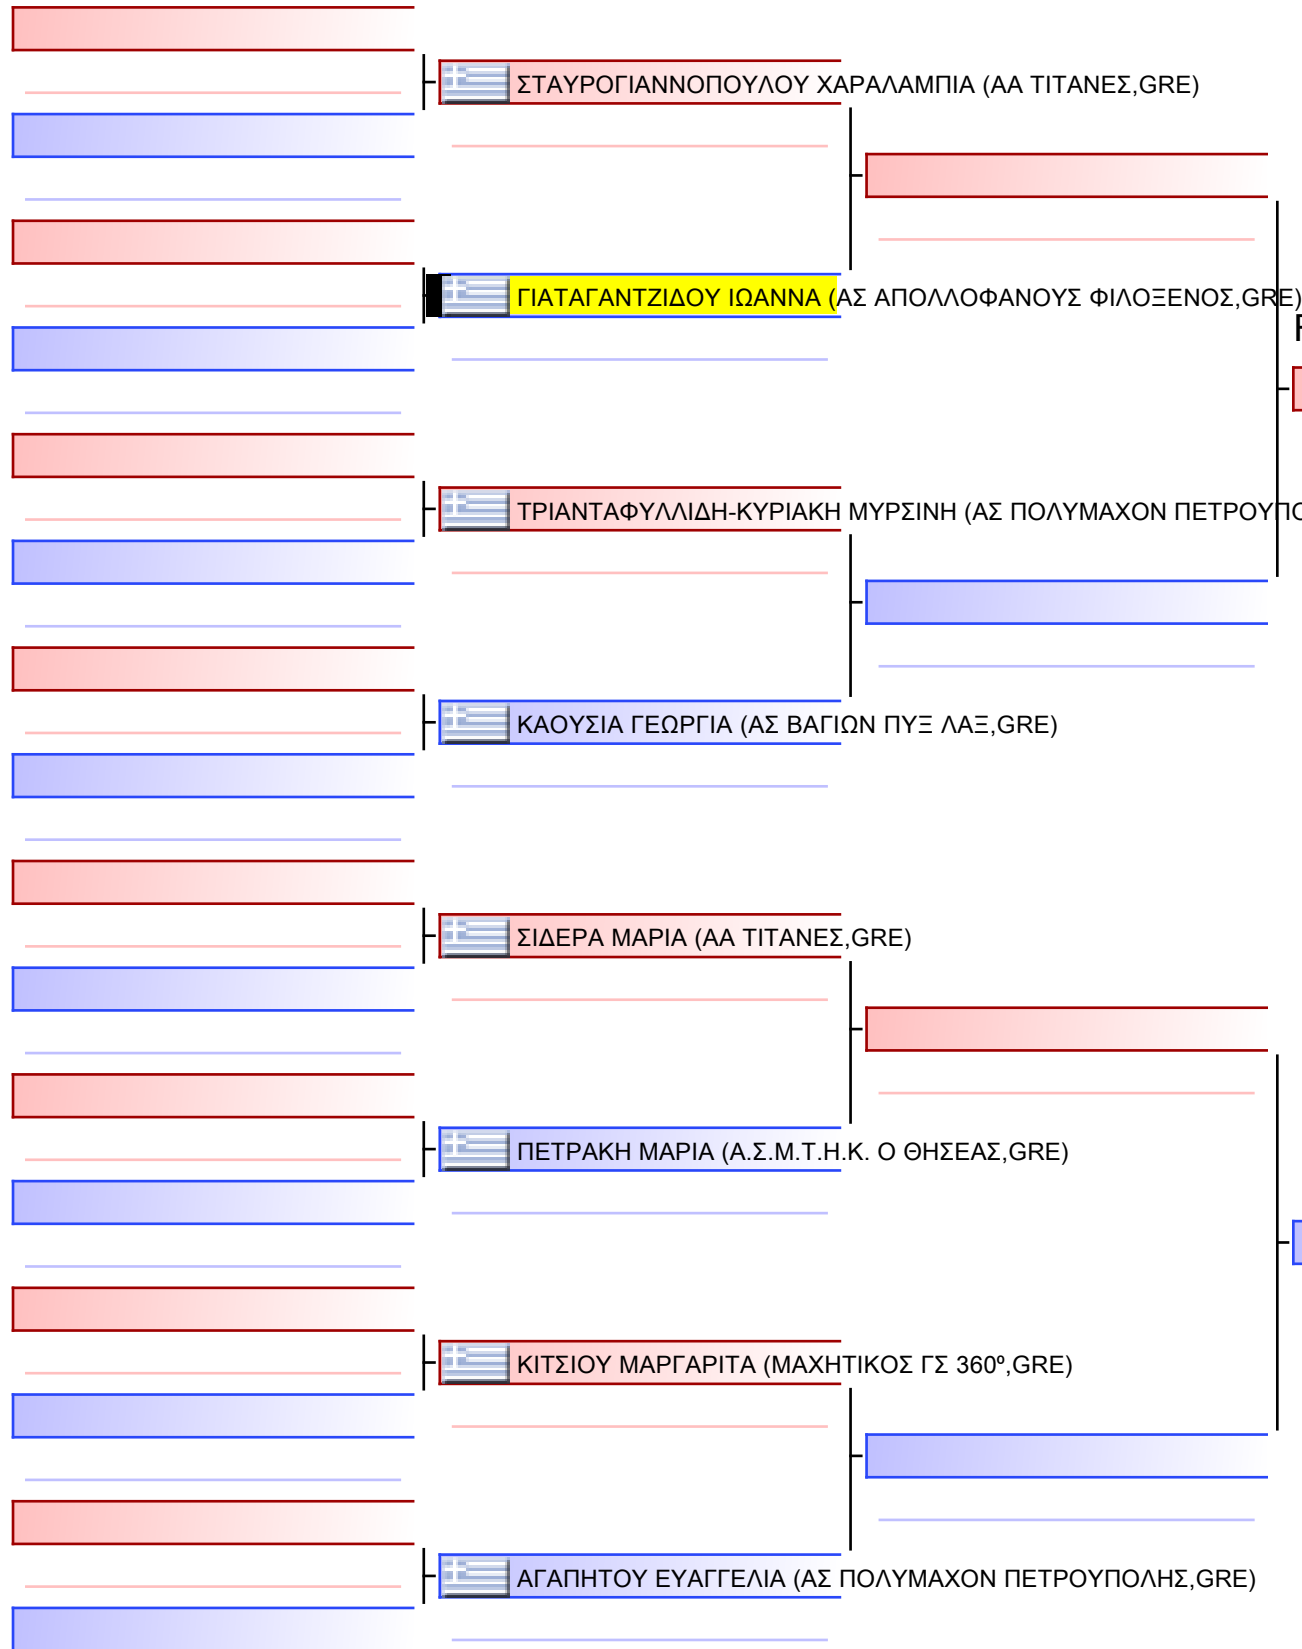 ΣΤΑΥΡΟΓΙΑΝΝΟΠΟΥΛΟΥ ΧΑΡΑΛΑΜΠΙΑ (ΑΑ ΤΙΤΑΝΕΣ,GRE)
ΓΙΑΤΑΓΑΝΤΖΙΔΟΥ ΙΩΑΝΝΑ (ΑΣ ΑΠΟΛΛΟΦΑΝΟΥΣ ΦΙΛΟΞΕΝΟΣ,GRE)
ΤΡΙΑΝΤΑΦΥΛΛΙΔΗ-ΚΥΡΙΑΚΗ ΜΥΡΣΙΝΗ (ΑΣ ΠΟΛΥΜΑΧΟΝ
ΚΑΟΥΣΙΑ ΓΕΩΡΓΙΑ (ΑΣ ΒΑΓΙΩΝ ΠΥΞ ΛΑΞ,GRE)
ΣΙΔΕΡΑ ΜΑΡΙΑ (ΑΑ ΤΙΤΑΝΕΣ,GRE)
ΠΕΤΡΑΚΗ ΜΑΡΙΑ (Α.Σ.Μ.Τ.Η.Κ. Ο ΘΗΣΕΑΣ,GRE)
ΚΙΤΣΙΟΥ ΜΑΡΓΑΡΙΤΑ (ΜΑΧΗΤΙΚΟΣ ΓΣ 360º,GRE)
ΑΓΑΠΗΤΟΥ ΕΥΑΓΓΕΛΙΑ (ΑΣ ΠΟΛΥΜΑΧΟΝ ΠΕΤΡΟΥΠΟΛΗΣ,GRE)